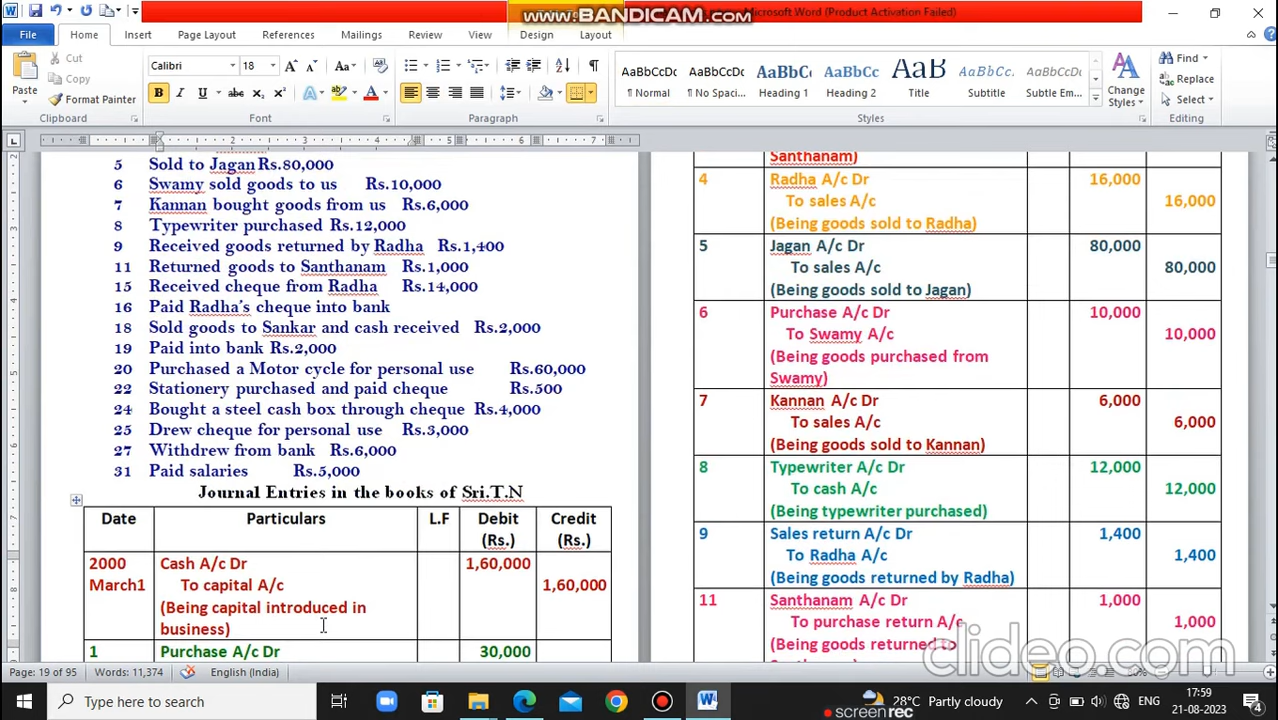 www.BANDICAM.com
Microsoft Word (Product Activation Failed)
File Home Insert Page Layout References Mailings Review View Design Layout
Paste
Cut
Copy
Format Painter
Clipboard
Calibri 18
Font
Paragraph
AaBbCcDc AaBbCcDc AaBbCc AaBbCc AaB AaBbCc. AaBbCcDc
¶ Normal ¶ No Spaci... Heading 1 Heading 2 Title Subtitle Subtle Em...
Change Styles
Styles
Find
Replace
Select
Editing
5 Sold to Jagan Rs.80,000
6 Swamy sold goods to us Rs.10,000
7 Kannan bought goods from us Rs.6,000
8 Typewriter purchased Rs.12,000
9 Received goods returned by Radha Rs.1,400
11 Returned goods to Santhanam Rs.1,000
15 Received cheque from Radha Rs.14,000
16 Paid Radha's cheque into bank
18 Sold goods to Sankar and cash received Rs.2,000
19 Paid into bank Rs.2,000
20 Purchased a Motor cycle for personal use Rs.60,000
22 Stationery purchased and paid cheque Rs.500
24 Bought a steel cash box through cheque Rs.4,000
25 Drew cheque for personal use Rs.3,000
27 Withdrew from bank Rs.6,000
31 Paid salaries Rs.5,000
Journal Entries in the books of Sri.T.N
Date Particulars L.F Debit (Rs.) Credit (Rs.)
2000 Cash A/c Dr 1,60,000
March1 To capital A/c 1,60,000
(Being capital introduced in
business)
1 Purchase A/c Dr 30,000
Santhanam)
4 Radha A/c Dr 16,000
To sales A/c 16,000
(Being goods sold to Radha)
5 Jagan A/c Dr 80,000
To sales A/c 80,000
(Being goods sold to Jagan)
6 Purchase A/c Dr 10,000
To Swamy A/c 10,000
(Being goods purchased from
Swamy)
7 Kannan A/c Dr 6,000
To sales A/c 6,000
(Being goods sold to Kannan)
8 Typewriter A/c Dr 12,000
To cash A/c 12,000
(Being typewriter purchased)
9 Sales return A/c Dr 1,400
To Radha A/c 1,400
(Being goods returned by Radha)
11 Santhanam A/c Dr 1,000
To purchase return A/c 1,000
(Being goods returned to
clideo.com
Page: 19 of 95 Words: 11,374 English (India)
Type here to search
28°C Partly cloudy
ENG
17:59
21-08-2023
screen rec